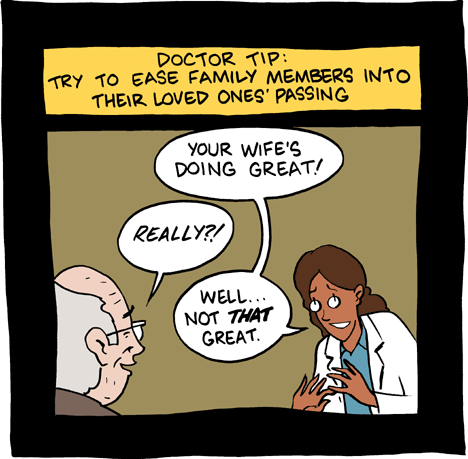 DOCTOR TIP:
TRY TO EASE FAMILY MEMBERS INTO
THEIR LOVED ONES' PASSING
YOUR WIFE'S
DOING GREAT!
REALLY?!
WELL...
NOT THAT
GREAT.